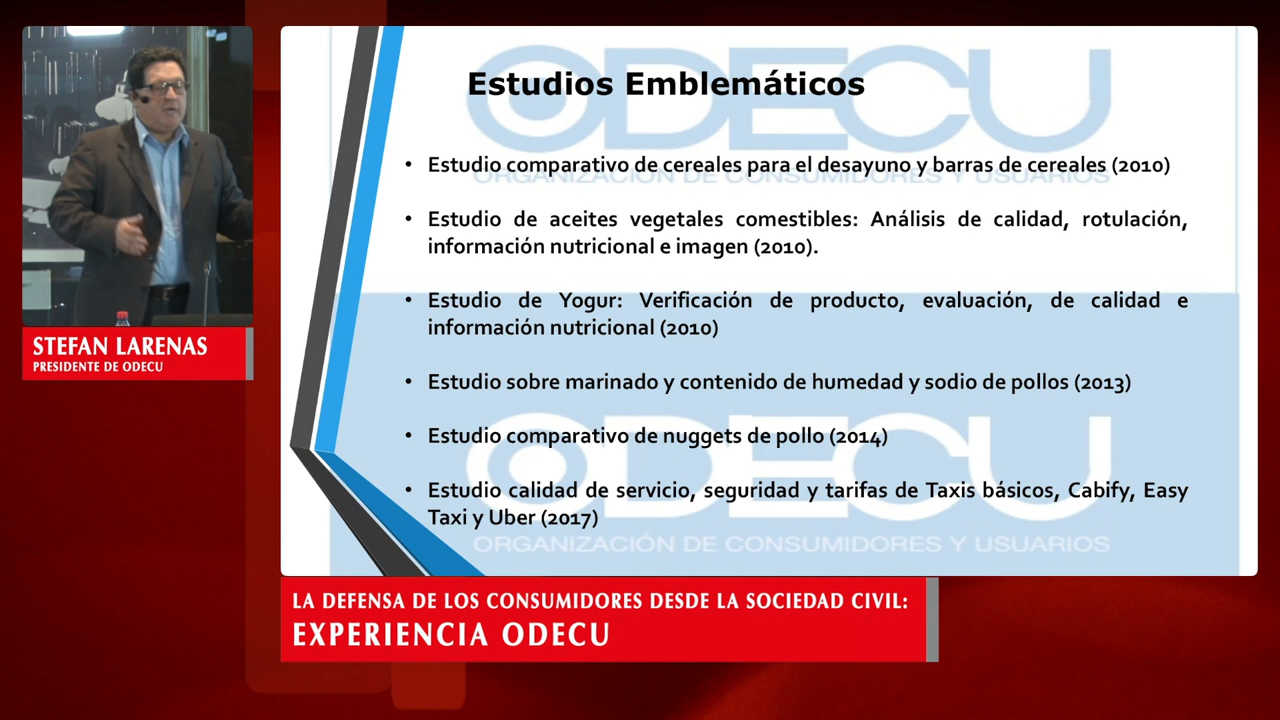 ODECU
Estudios Emblemáticos
ORGANIZACIÓN DE CONSUMIDORES Y USUARIOS
• Estudio comparativo de cereales para el desayuno y barras de cereales (2010)
• Estudio de aceites vegetales comestibles: Análisis de calidad, rotulación,
información nutricional e imagen (2010).
• Estudio de Yogur: Verificación de producto, evaluación, de calidad e
información nutricional (2010)
• Estudio sobre marinado y contenido de humedad y sodio de pollos (2013)
• Estudio comparativo de nuggets de pollo (2014)
ODECU
• Estudio calidad de servicio, seguridad y tarifas de Taxis básicos, Cabify, Easy
Taxi y Uber (2017)
ORGANIZACIÓN DE CONSUMIDORES Y USUARIOS
STEFAN LARENAS
PRESIDENTE DE ODECU
LA DEFENSA DE LOS CONSUMIDORES DESDE LA SOCIEDAD CIVIL:
EXPERIENCIA ODECU